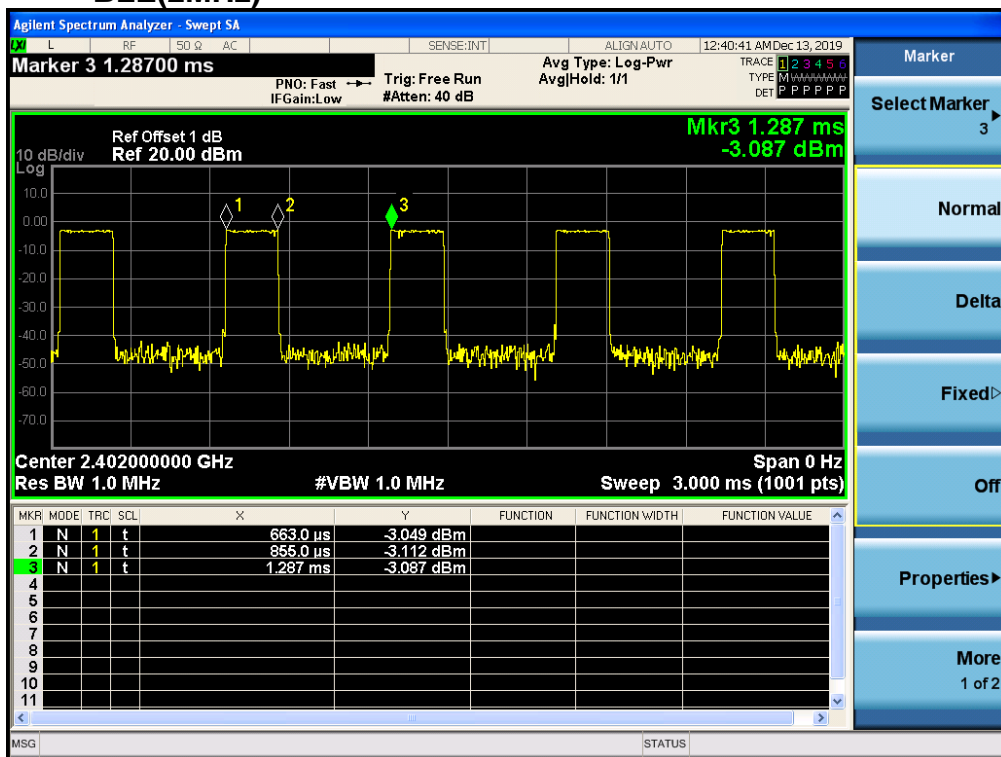 BLE(2MHz)
Agilent Spectrum Analyzer - Swept SA
LXI L RF 50 Ω AC SENSE:INT ALIGN AUTO 12:40:41 AM Dec 13, 2019
Marker 3 1.28700 ms
PNO: Fast
IFGain:Low
Trig: Free Run
#Atten: 40 dB
Avg Type: Log-Pwr
Avg|Hold: 1/1
TRACE 1 2 3 4 5 6
TYPE M
DET P P P P P P
Marker
Select Marker
3
Normal
Delta
Fixed
Off
Properties
More
1 of 2
Mkr3 1.287 ms
-3.087 dBm
Ref Offset 1 dB
10 dB/div Ref 20.00 dBm
Log
10.0
0.00
-10.0
-20.0
-30.0
-40.0
-50.0
-60.0
-70.0
1 2 3
Center 2.402000000 GHz Span 0 Hz
Res BW 1.0 MHz #VBW 1.0 MHz Sweep 3.000 ms (1001 pts)
MKR MODE TRC SCL X Y FUNCTION FUNCTION WIDTH FUNCTION VALUE
1 N 1 t 663.0 µs -3.049 dBm
2 N 1 t 855.0 µs -3.112 dBm
3 N 1 t 1.287 ms -3.087 dBm
4
5
6
7
8
9
10
11
MSG STATUS